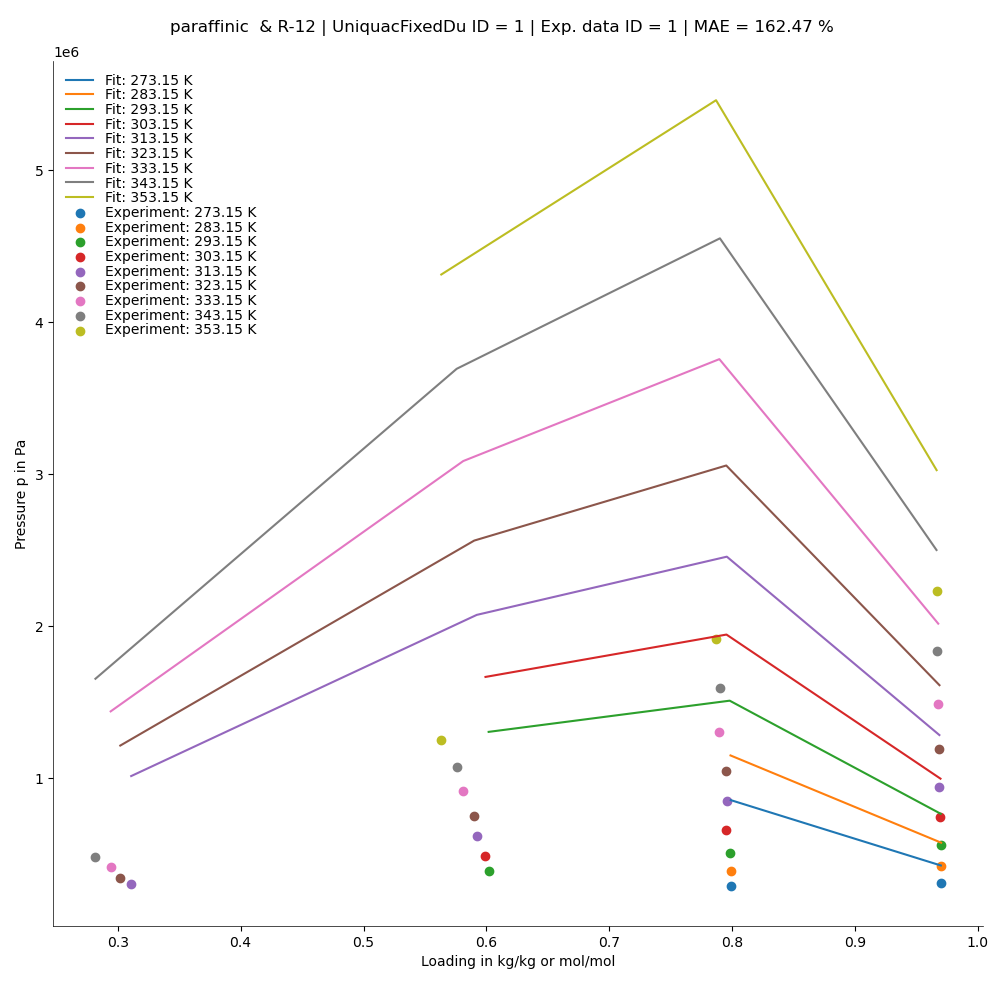 paraffinic  & R-12 | UniquacFixedDu ID = 1 | Exp. data ID = 1 | MAE = 162.47 %
1e6
Fit: 273.15 K
Fit: 283.15 K
Fit: 293.15 K
Fit: 303.15 K
Fit: 313.15 K
Fit: 323.15 K
Fit: 333.15 K
Fit: 343.15 K
Fit: 353.15 K
Experiment: 273.15 K
Experiment: 283.15 K
Experiment: 293.15 K
Experiment: 303.15 K
Experiment: 313.15 K
Experiment: 323.15 K
Experiment: 333.15 K
Experiment: 343.15 K
Experiment: 353.15 K
5
4
3
2
1
Pressure p in Pa
0.3 0.4 0.5 0.6 0.7 0.8 0.9 1.0
Loading in kg/kg or mol/mol